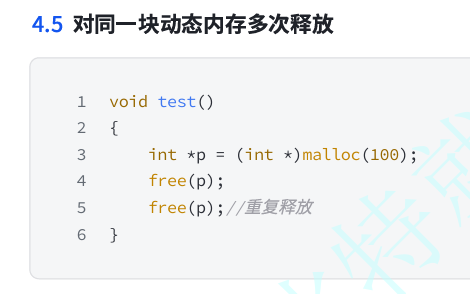 4.5 对同一块动态内存多次释放
1 void test()
2 {
3     int *p = (int *)malloc(100);
4     free(p);
5     free(p);//重复释放
6 }